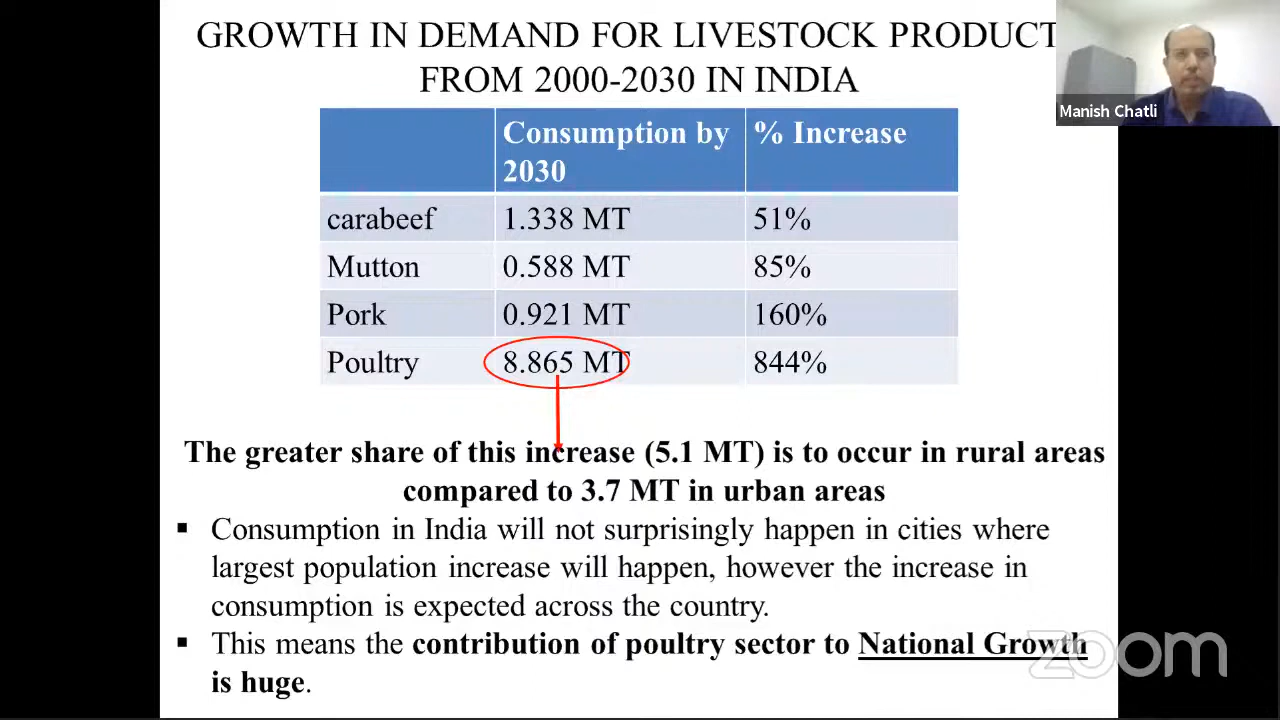 GROWTH IN DEMAND FOR LIVESTOCK PRODUCT
FROM 2000-2030 IN INDIA
Manish Chatli
Consumption by 2030 % Increase
carabeef 1.338 MT 51%
Mutton 0.588 MT 85%
Pork 0.921 MT 160%
Poultry 8.865 MT 844%
The greater share of this increase (5.1 MT) is to occur in rural areas
compared to 3.7 MT in urban areas
▪ Consumption in India will not surprisingly happen in cities where
largest population increase will happen, however the increase in
consumption is expected across the country.
▪ This means the contribution of poultry sector to National Growth
is huge.
zoom